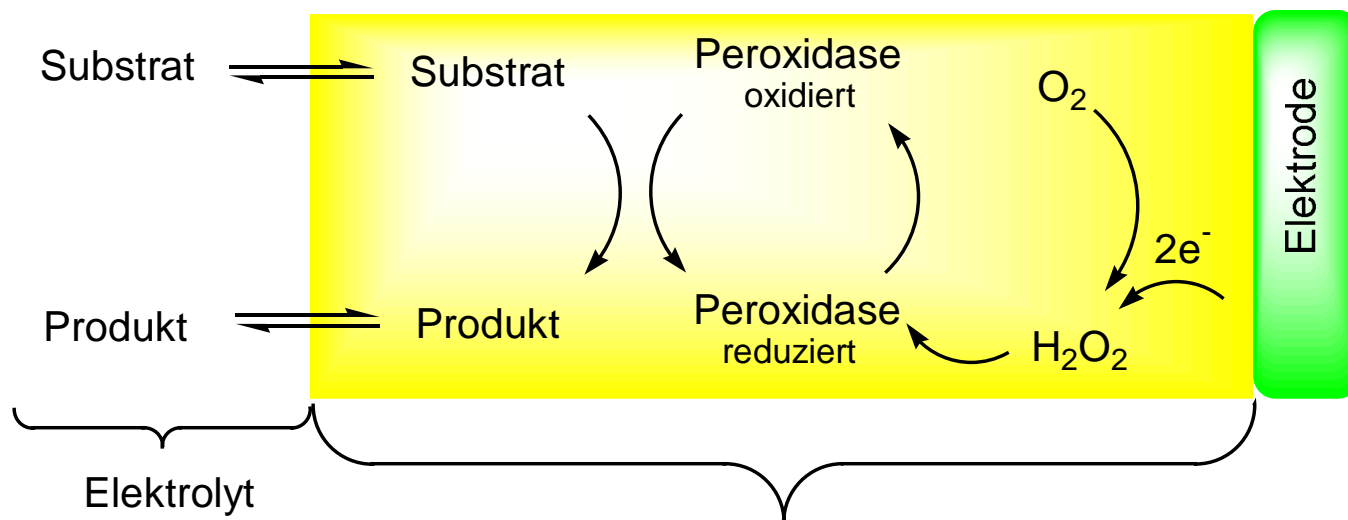 Substrat
Substrat
Peroxidase
oxidiert
O₂
Elektrode
Produkt
Produkt
Peroxidase
reduziert
2e⁻
H₂O₂
Elektrolyt